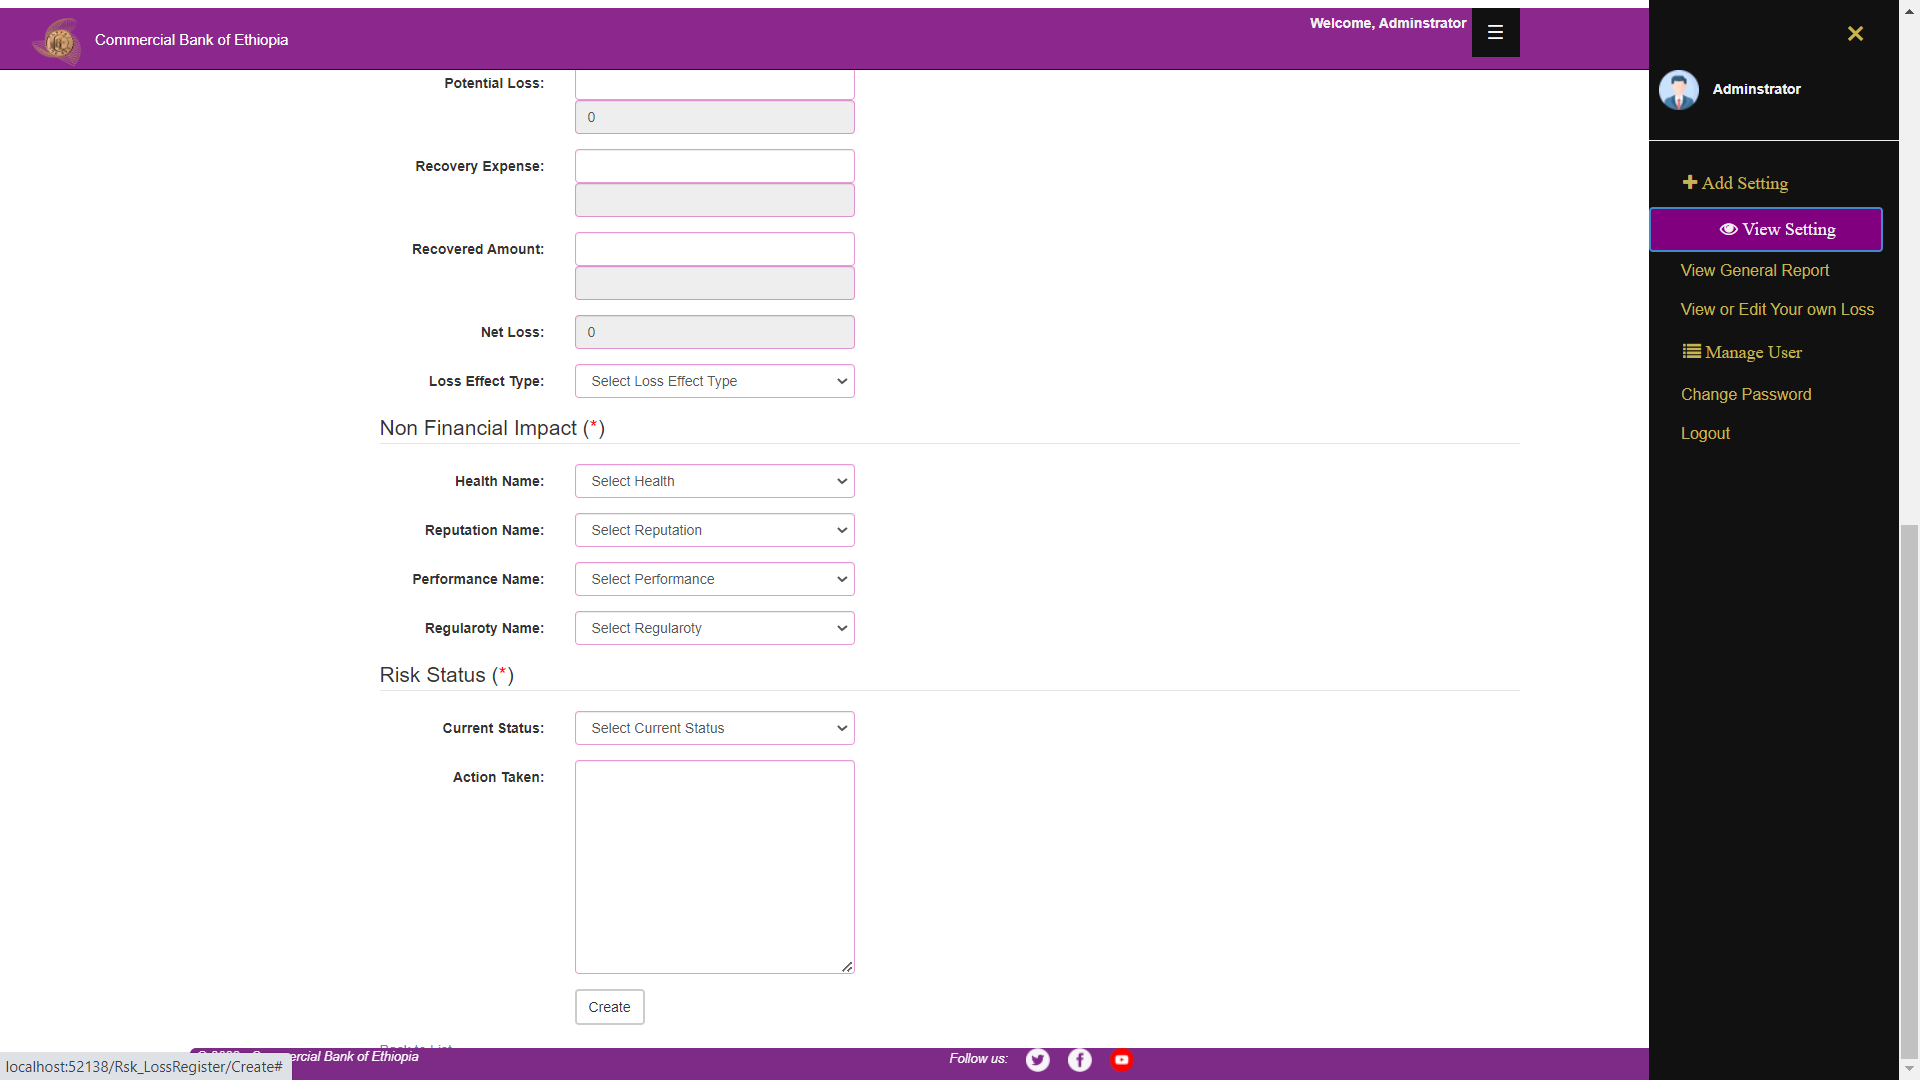 Commercial Bank of Ethiopia
Welcome, Adminstrator
☰
Potential Loss:
0
Recovery Expense:
Recovered Amount:
Net Loss:
0
Loss Effect Type:
Select Loss Effect Type
Non Financial Impact (*)
Health Name:
Select Health
Reputation Name:
Select Reputation
Performance Name:
Select Performance
Regularoty Name:
Select Regularoty
Risk Status (*)
Current Status:
Select Current Status
Action Taken:
Create
Back to List
ercial Bank of Ethiopia
Follow us:
localhost:52138/Rsk_LossRegister/Create#
×
Adminstrator
Add Setting
View Setting
View General Report
View or Edit Your own Loss
Manage User
Change Password
Logout